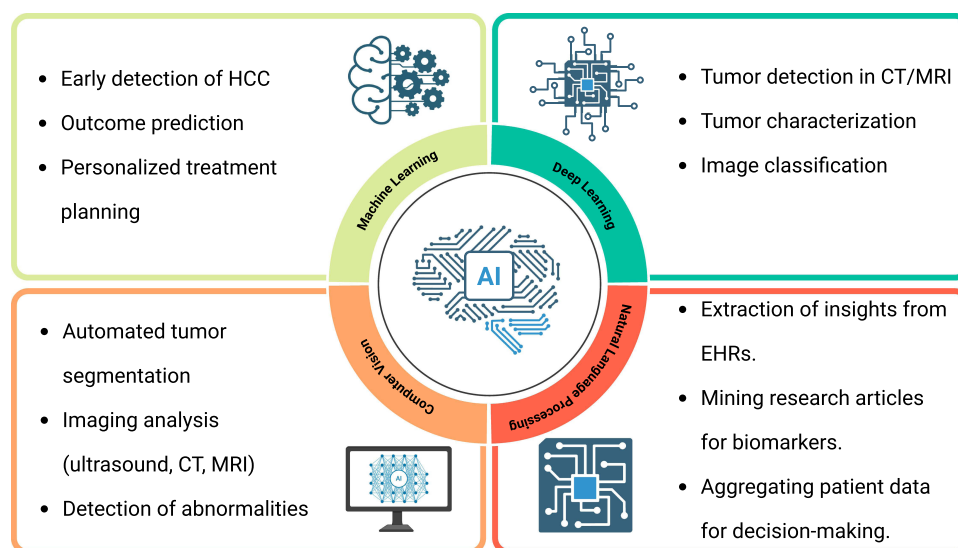 • Early detection of HCC
• Outcome prediction
• Personalized treatment
planning
Machine Learning
• Tumor detection in CT/MRI
• Tumor characterization
• Image classification
Deep Learning
AI
• Automated tumor
segmentation
• Imaging analysis
(ultrasound, CT, MRI)
• Detection of abnormalities
Computer Vision
AI
• Extraction of insights from
EHRs.
• Mining research articles
for biomarkers.
• Aggregating patient data
for decision-making.
Natural Language Processing